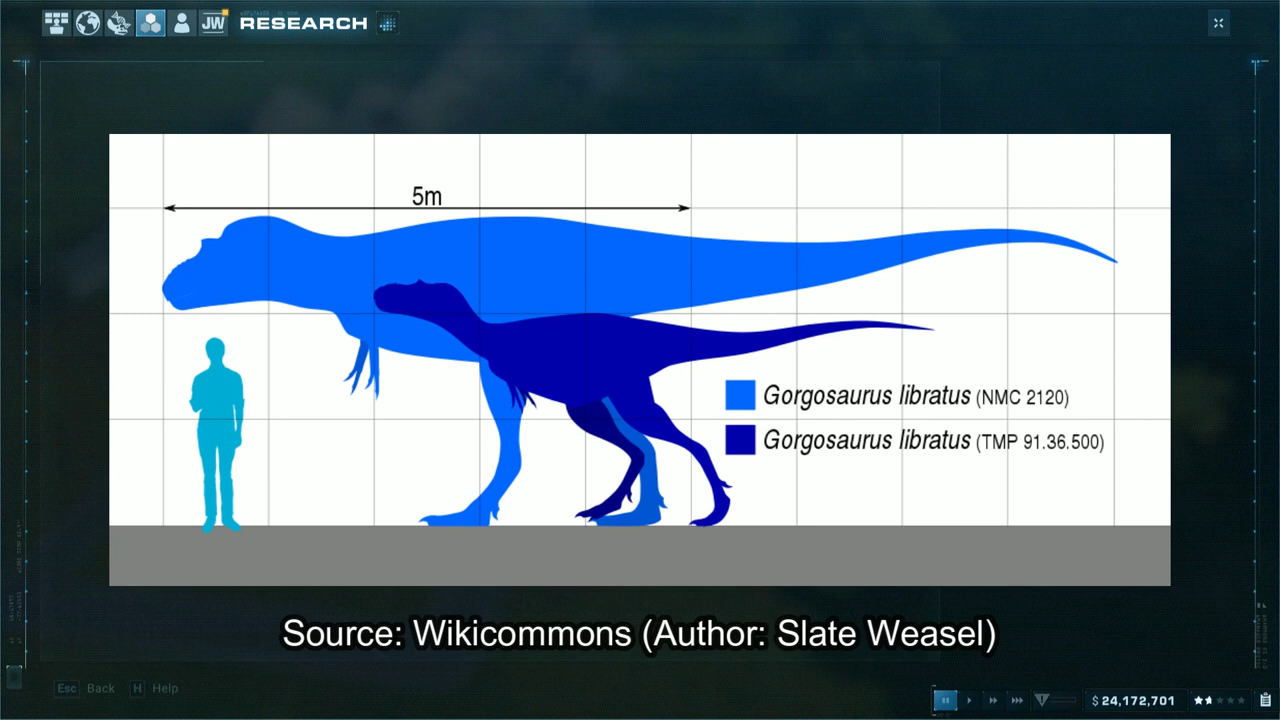 JW RESEARCH
5m
Gorgosaurus libratus (NMC 2120)
Gorgosaurus libratus (TMP 91.36.500)
Source: Wikicommons (Author: Slate Weasel)
Esc Back H Help
$ 24,172,701